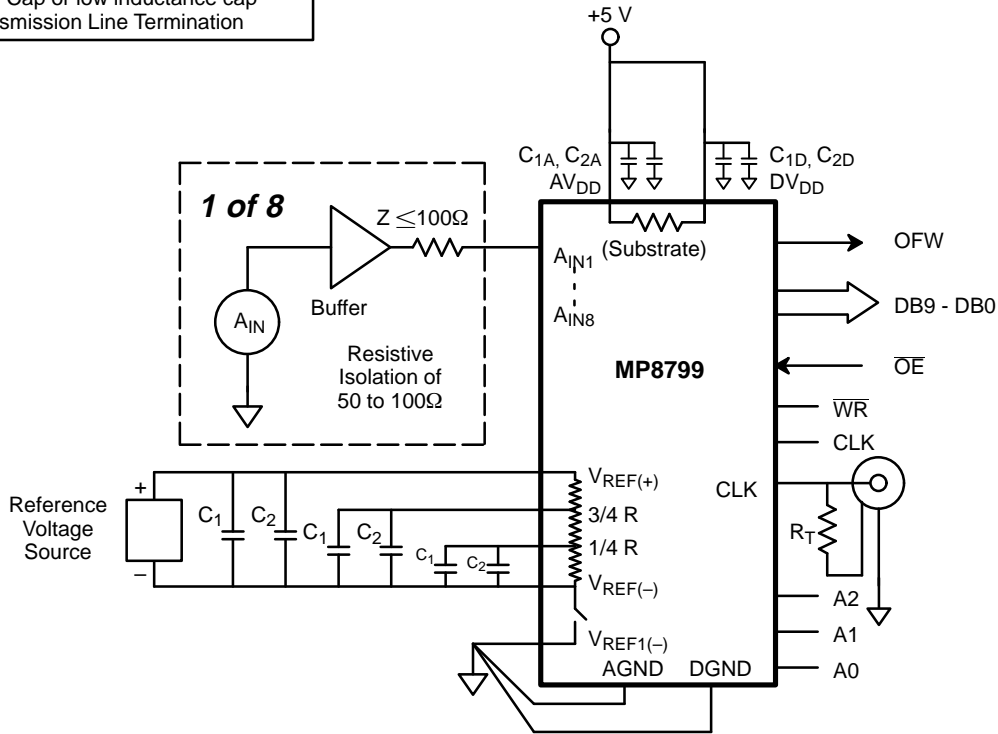 Cap or low inductance cap
smission Line Termination
+5 V
C1A, C2A
AVDD
C1D, C2D
DVDD
1 of 8
Z ≤100Ω
Buffer
AIN
Resistive
Isolation of
50 to 100Ω
(Substrate)
AIN1
AIN8
MP8799
OFW
DB9 - DB0
OE
WR
CLK
CLK
RT
A2
A1
A0
Reference
Voltage
Source
+
–
C1
C2
C1
C2
C1
C2
VREF(+)
3/4 R
1/4 R
VREF(–)
VREF1(–)
AGND
DGND